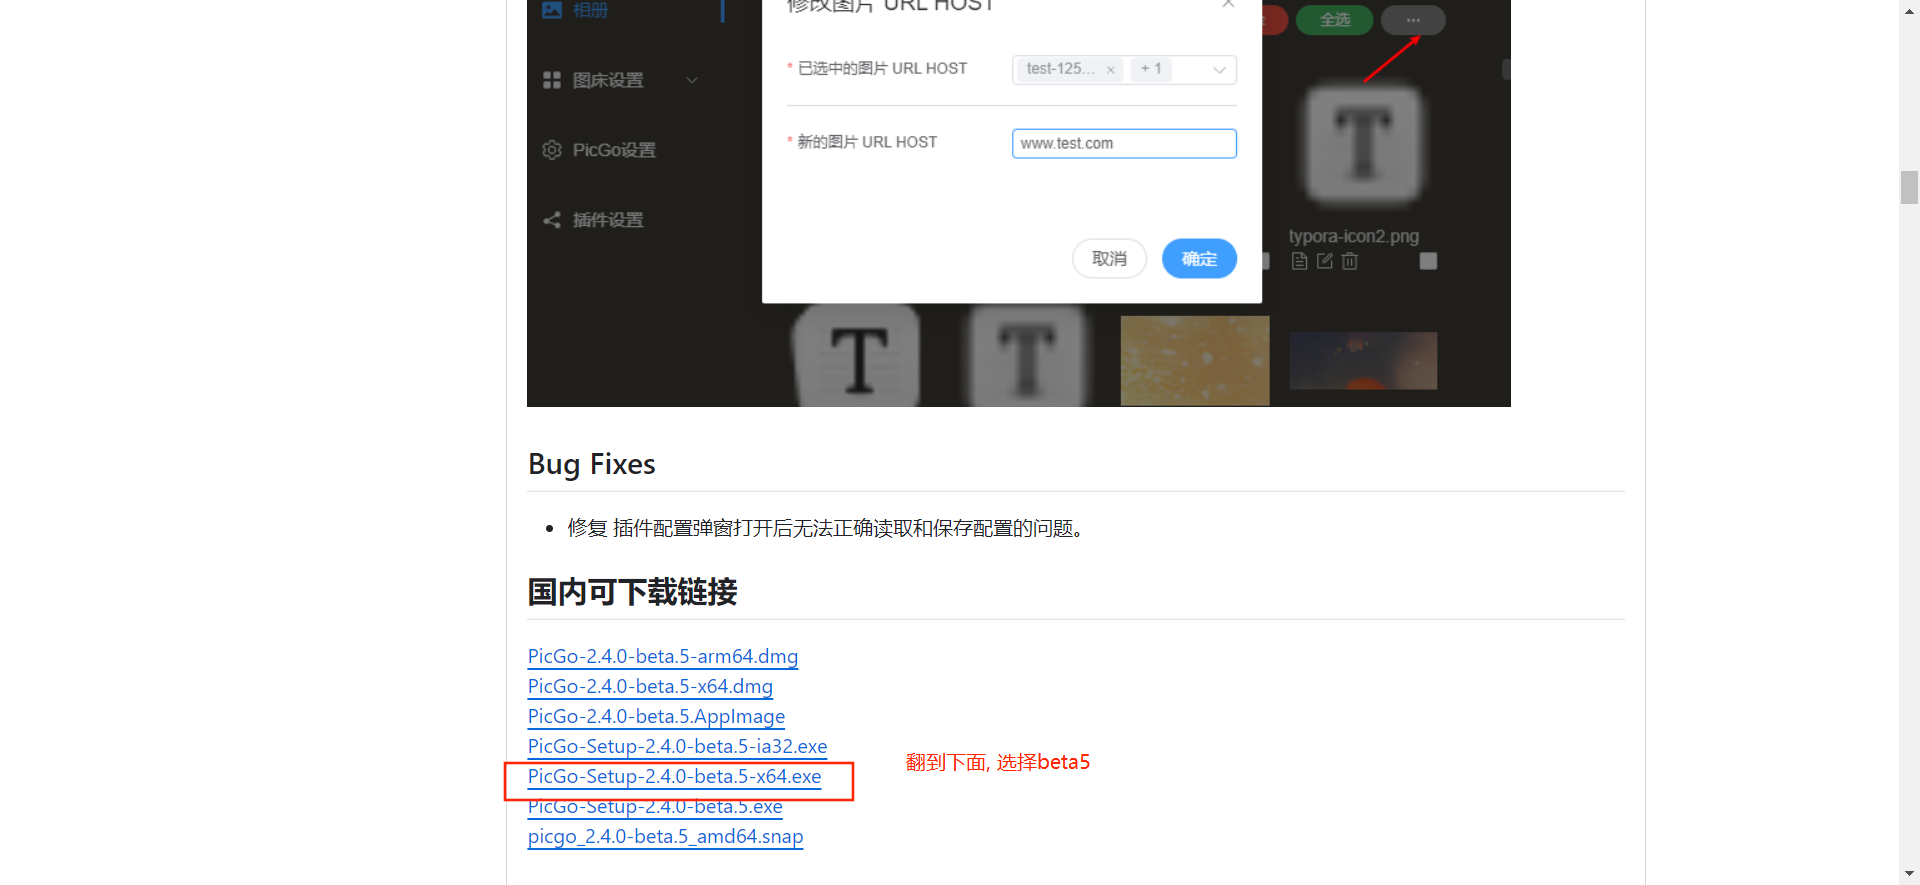 修改图片 URL HOST
相册
全选
...
* 已选中的图片 URL HOST
test-125... × + 1
图床设置
* 新的图片 URL HOST
www.test.com
PicGo设置
插件设置
typora-icon2.png
取消
确定
T
T
T
Bug Fixes
• 修复 插件配置弹窗打开后无法正确读取和保存配置的问题。
国内可下载链接
PicGo-2.4.0-beta.5-arm64.dmg
PicGo-2.4.0-beta.5-x64.dmg
PicGo-2.4.0-beta.5.AppImage
PicGo-Setup-2.4.0-beta.5-ia32.exe
翻到下面, 选择beta5
PicGo-Setup-2.4.0-beta.5-x64.exe
PicGo-Setup-2.4.0-beta.5.exe
picgo_2.4.0-beta.5_amd64.snap